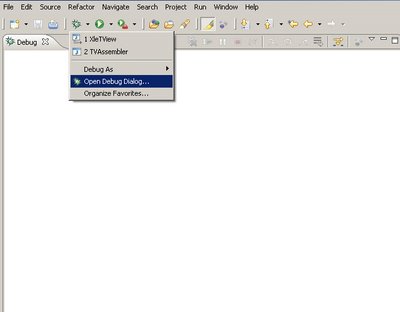 File Edit Source Refactor Navigate Search Project Run Window Help
Debug
1 XleTView
2 TVAssembler
Debug As
Open Debug Dialog...
Organize Favorites...